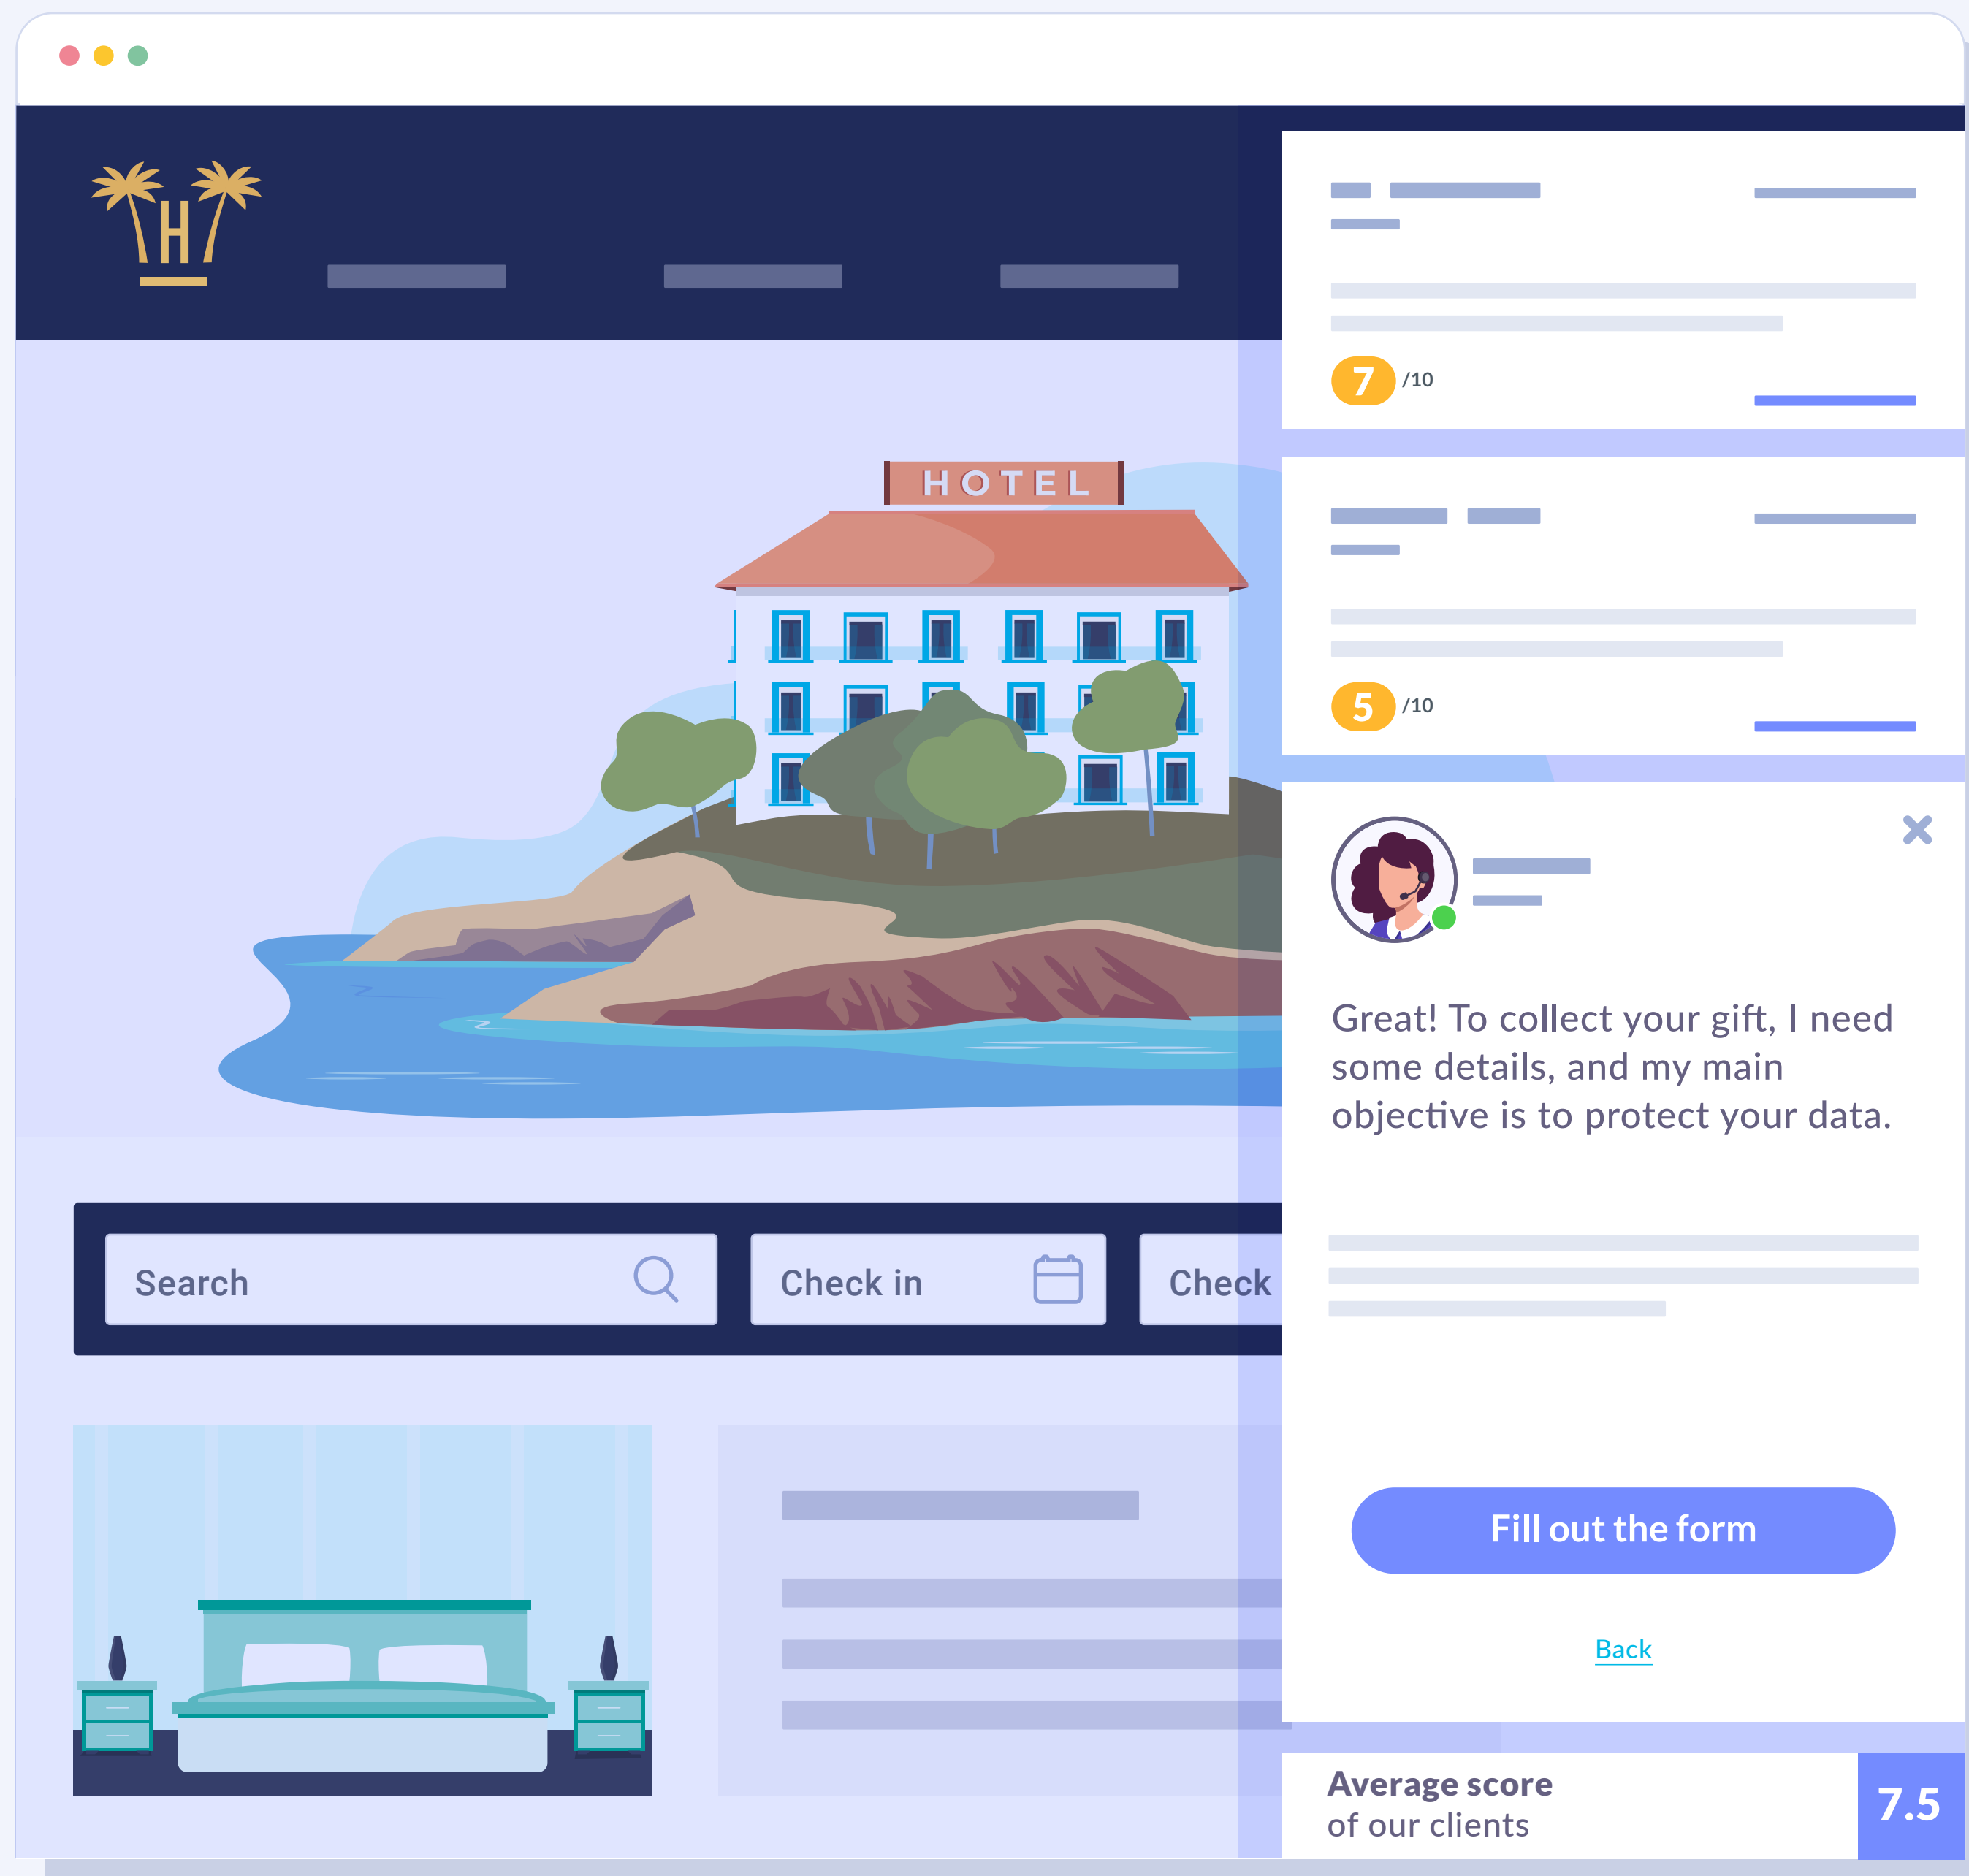 H
HOTEL
Search
Check in
Check
7 /10
5 /10
Great! To collect your gift, I need
some details, and my main
objective is to protect your data.
Fill out the form
Back
Average score
of our clients
7.5